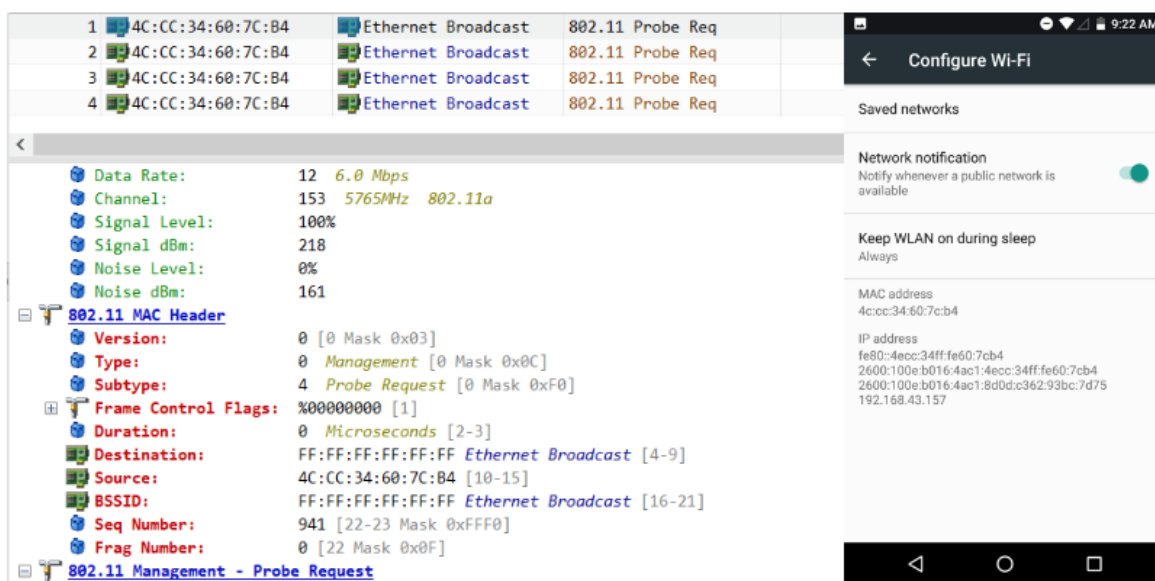 1 4C:CC:34:60:7C:B4 Ethernet Broadcast 802.11 Probe Req
2 4C:CC:34:60:7C:B4 Ethernet Broadcast 802.11 Probe Req
3 4C:CC:34:60:7C:B4 Ethernet Broadcast 802.11 Probe Req
4 4C:CC:34:60:7C:B4 Ethernet Broadcast 802.11 Probe Req
Data Rate: 12 6.0 Mbps
Channel: 153 5765MHz 802.11a
Signal Level: 100%
Signal dBm: 218
Noise Level: 0%
Noise dBm: 161
802.11 MAC Header
Version: 0 [0 Mask 0x03]
Type: 0 Management [0 Mask 0x0C]
Subtype: 4 Probe Request [0 Mask 0xF0]
Frame Control Flags: %00000000 [1]
Duration: 0 Microseconds [2-3]
Destination: FF:FF:FF:FF:FF:FF Ethernet Broadcast [4-9]
Source: 4C:CC:34:60:7C:B4 [10-15]
BSSID: FF:FF:FF:FF:FF:FF Ethernet Broadcast [16-21]
Seq Number: 941 [22-23 Mask 0xFFF0]
Frag Number: 0 [22 Mask 0x0F]
802.11 Management - Probe Request
9:22 AM
Configure Wi-Fi
Saved networks
Network notification
Notify whenever a public network is
available
Keep WLAN on during sleep
Always
MAC address
4c:cc:34:60:7c:b4
IP address
fe80::4ecc:34ff:fe60:7cb4
2600:100e:b016:4ac1:4ecc:34ff:fe60:7cb4
2600:100e:b016:4ac1:8d0d:c362:93bc:7d75
192.168.43.157